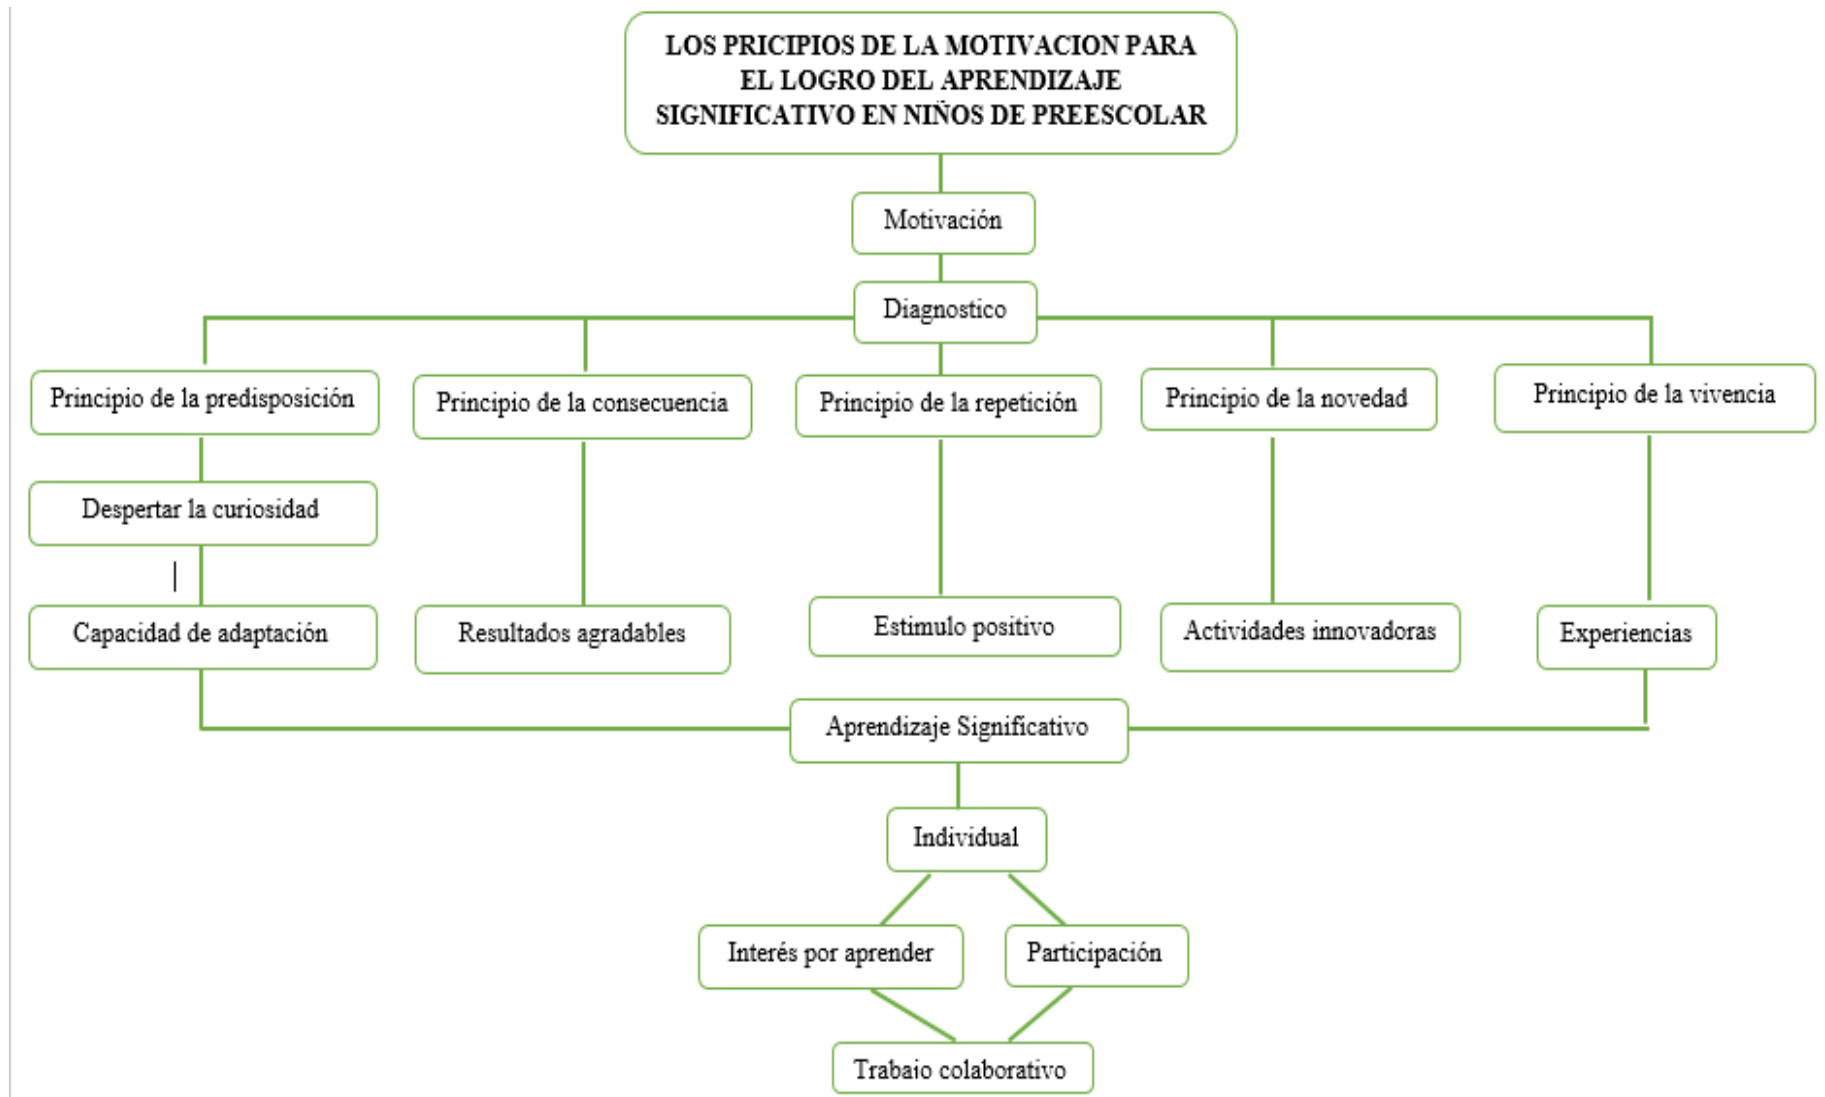 LOS PRICIPIOS DE LA MOTIVACION PARA
EL LOGRO DEL APRENDIZAJE
SIGNIFICATIVO EN NIÑOS DE PREESCOLAR
Motivación
Diagnostico
Principio de la predisposición
Principio de la consecuencia
Principio de la repetición
Principio de la novedad
Principio de la vivencia
Despertar la curiosidad
Capacidad de adaptación
Resultados agradables
Estimulo positivo
Actividades innovadoras
Experiencias
Aprendizaje Significativo
Individual
Interés por aprender
Participación
Trabajo colaborativo